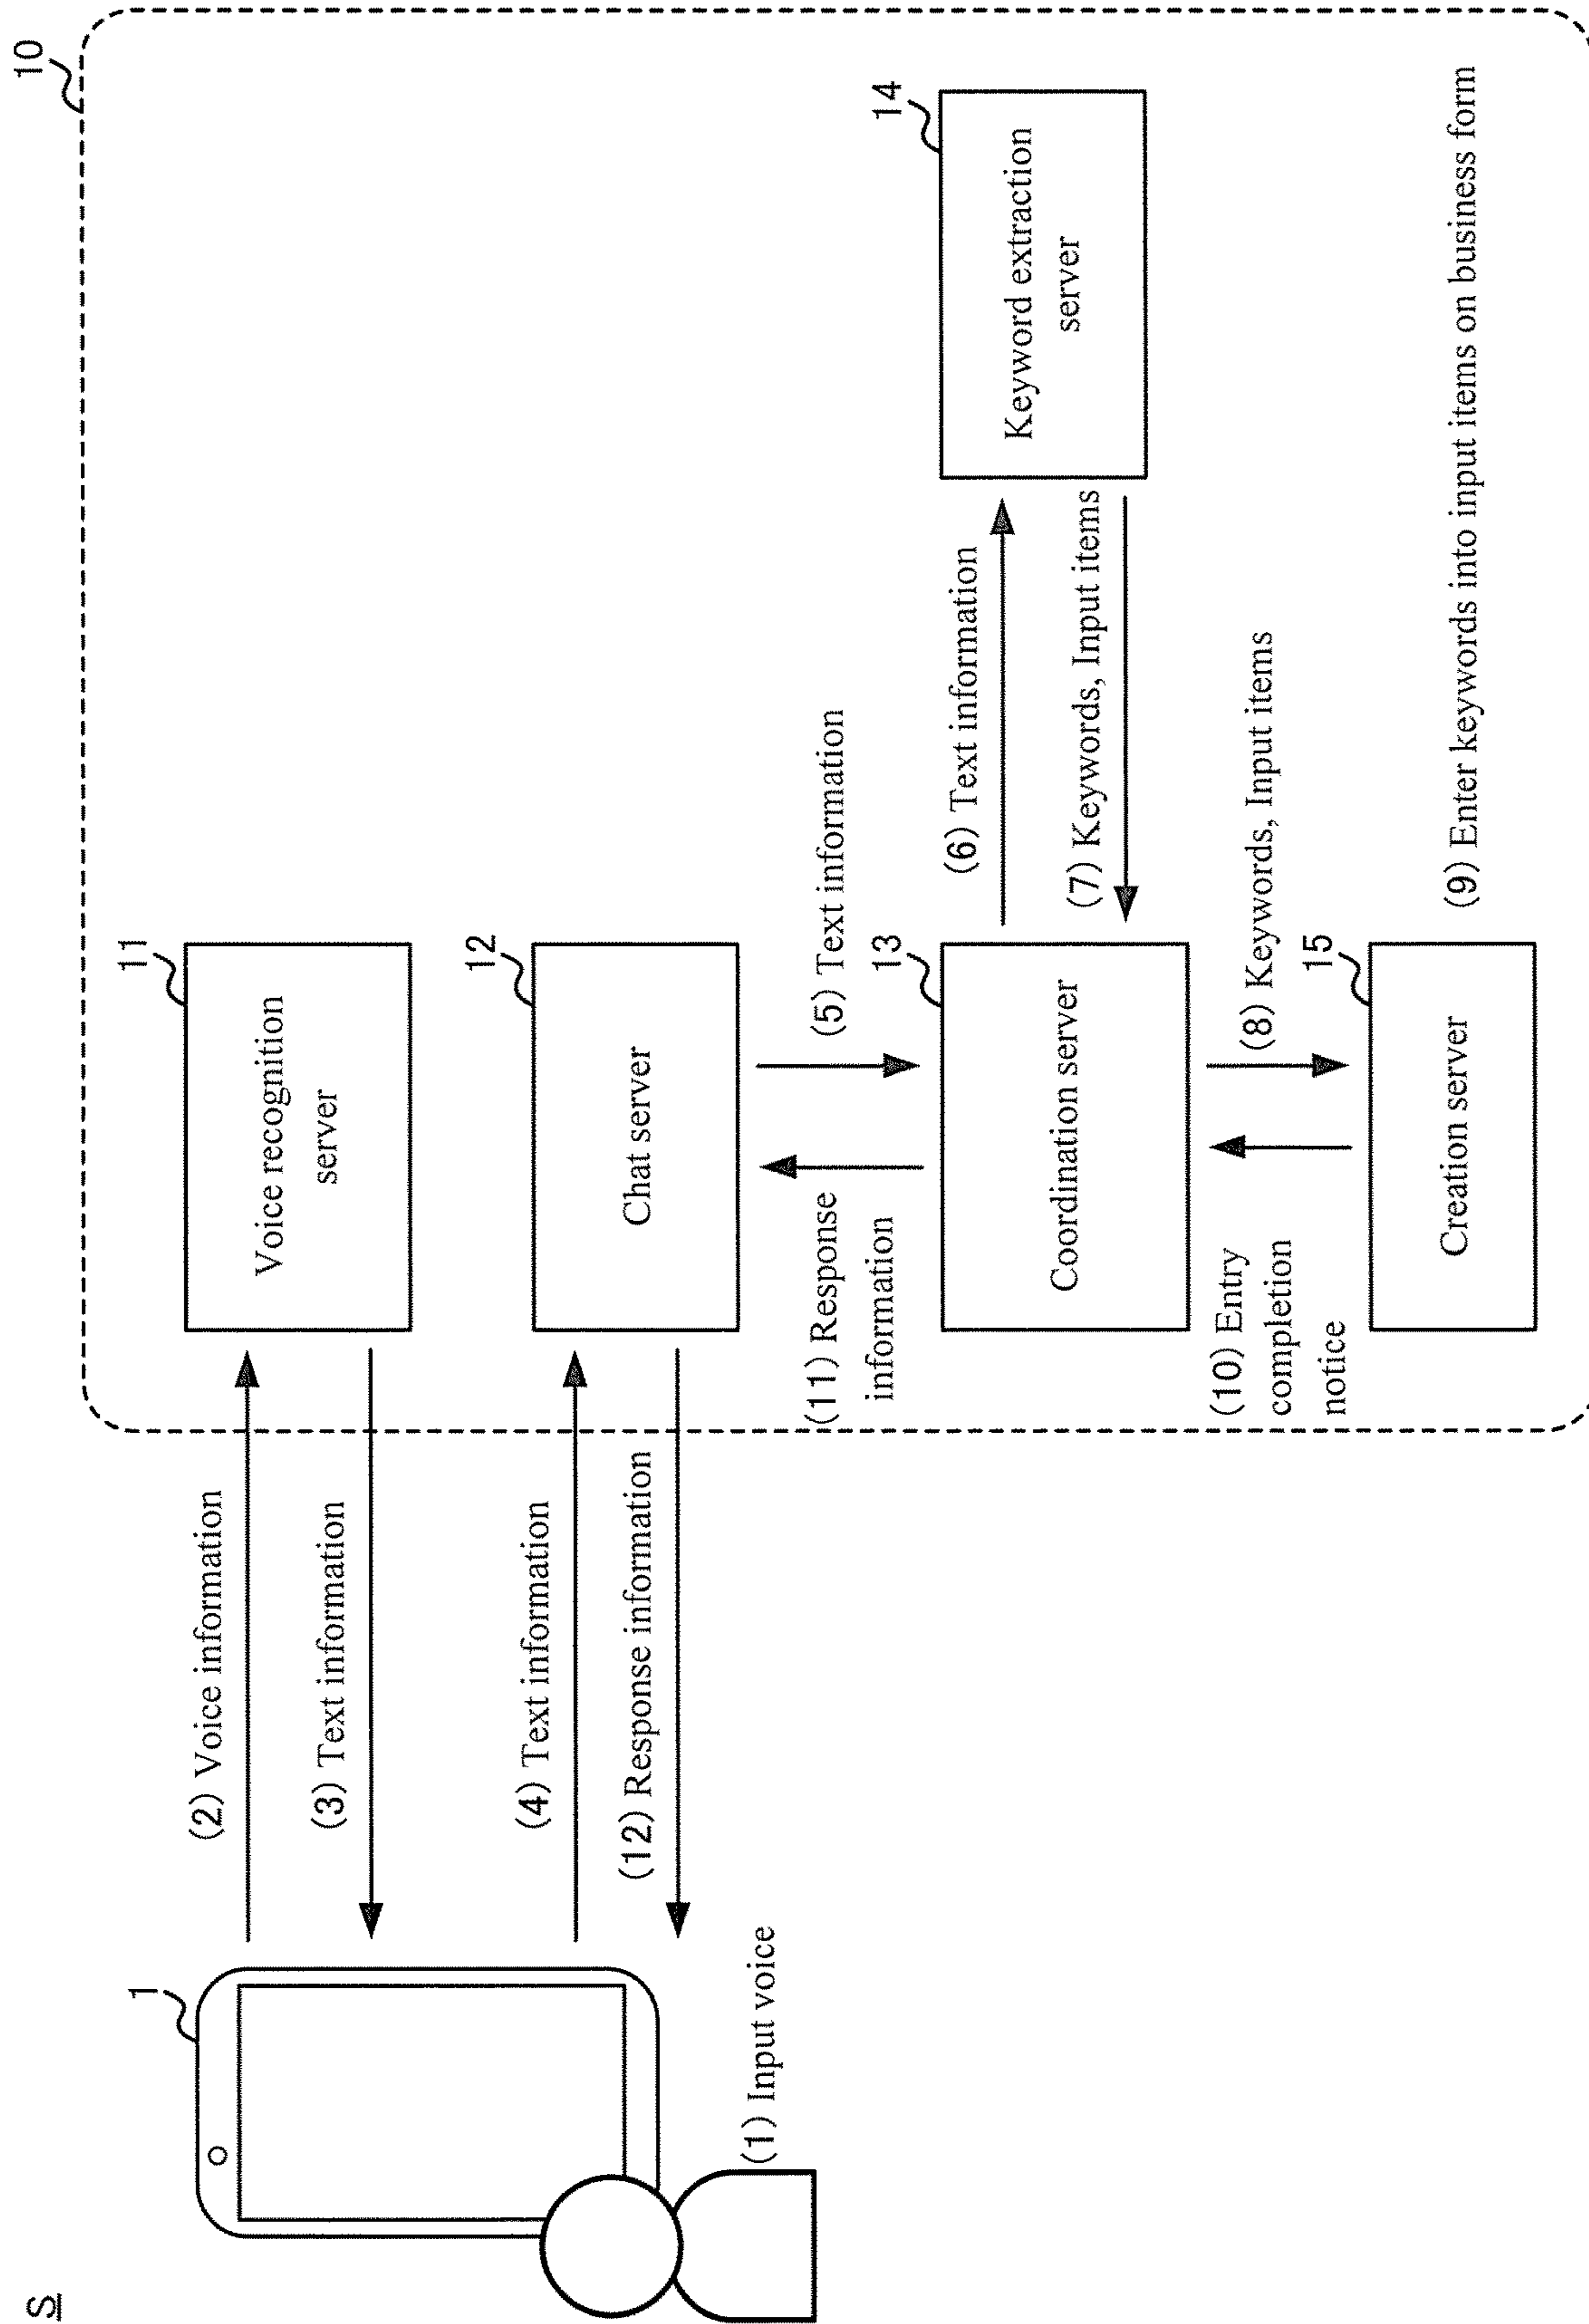 S
10
1
(1) Input voice
(2) Voice information
(3) Text information
(4) Text information
(12) Response information
11
Voice recognition
server
12
Chat server
(5) Text information
(11) Response
information
13
Coordination server
(6) Text information
(7) Keywords, Input items
14
Keyword extraction
server
(8) Keywords, Input items
(10) Entry
completion
notice
15
Creation server
(9) Enter keywords into input items on business form